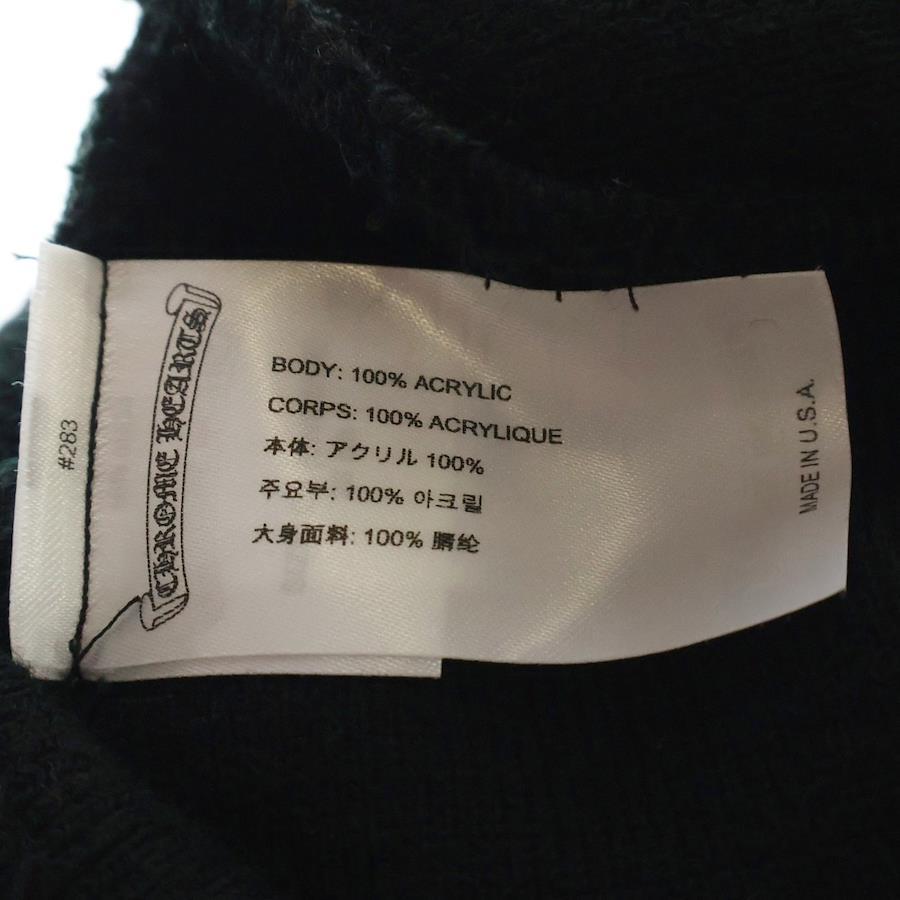 #283
CHROME HEARTS
BODY: 100% ACRYLIC
CORPS: 100% ACRYLIQUE
本体: アクリル 100%
주요부: 100% 아크릴
大身面料: 100% 腈纶
MADE IN U.S.A.